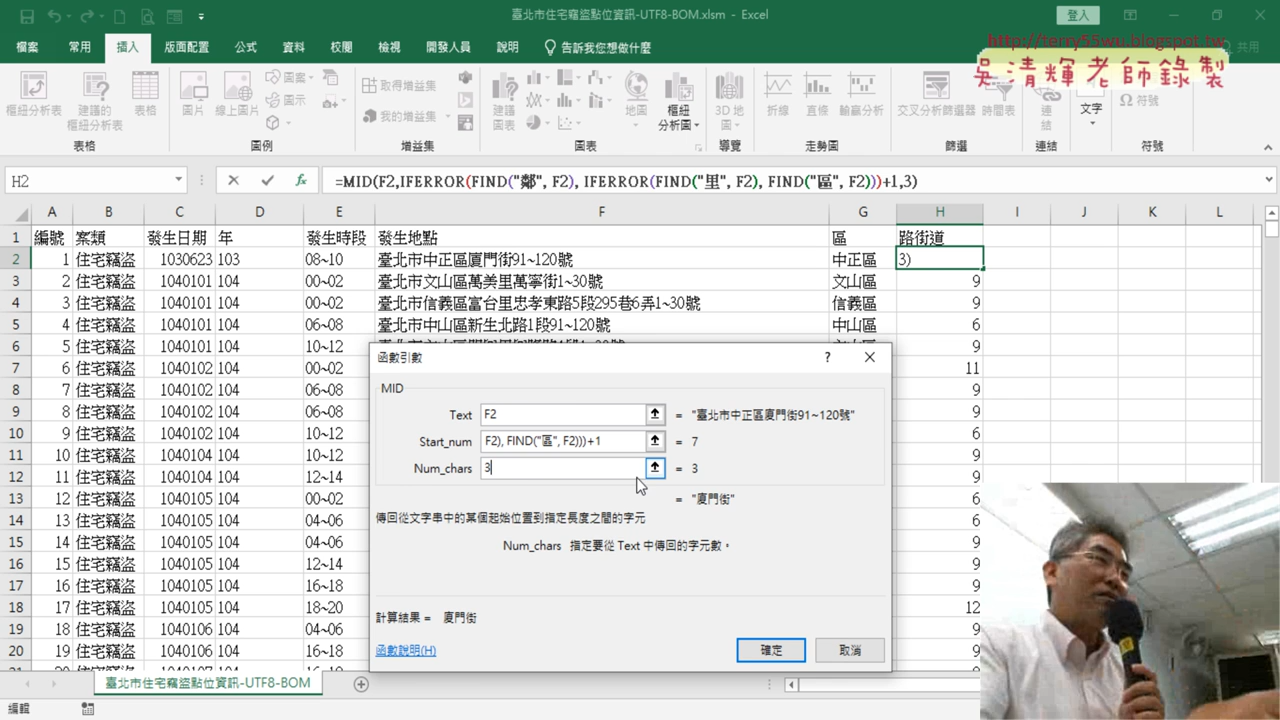 臺北市住宅竊盜點位資訊-UTF8-BOM.xlsm - Excel
登入
檔案 常用 插入 版面配置 公式 資料 校閱 檢視 開發人員 說明 告訴我您想做什麼 共用
http://terry55wu.blogspot.tw
吳清輝老師錄製
樞紐分析表 建議的樞紐分析表 表格 圖片 線上圖片 圖案 圖示 取得增益集 我的增益集 建議圖表 地圖 樞紐分析圖 3D 地圖 折線 直條 輸贏分析 交叉分析篩選器 時間表 連結 文字 符號
表格 圖例 增益集 圖表 導覽 走勢圖 篩選 連結 符號
H2 fx =MID(F2,IFERROR(FIND("鄰", F2), IFERROR(FIND("里", F2), FIND("區", F2)))+1,3)
A B C D E F G H I J K L
1 編號 案類 發生日期 年 發生時段 發生地點 區 路街道
2 1 住宅竊盜 1030623 103 08~10 臺北市中正區廈門街91~120號 中正區 3)
3 2 住宅竊盜 1040101 104 00~02 臺北市文山區萬美里萬寧街1~30號 文山區 9
4 3 住宅竊盜 1040101 104 00~02 臺北市信義區富台里忠孝東路5段295巷6弄1~30號 信義區 9
5 4 住宅竊盜 1040101 104 06~08 臺北市中山區新生北路1段91~120號 中山區 6
6 5 住宅竊盜 1040101 104 10~12 9
7 6 住宅竊盜 1040102 104 00~02 11
8 7 住宅竊盜 1040102 104 06~08 9
9 8 住宅竊盜 1040102 104 06~08 9
10 9 住宅竊盜 1040102 104 10~12 6
11 10 住宅竊盜 1040104 104 10~12 9
12 11 住宅竊盜 1040104 104 12~14 9
13 12 住宅竊盜 1040105 104 00~02 6
14 13 住宅竊盜 1040105 104 04~06 6
15 14 住宅竊盜 1040105 104 04~06 9
16 15 住宅竊盜 1040105 104 12~14 9
17 16 住宅竊盜 1040105 104 16~18 9
18 17 住宅竊盜 1040105 104 18~20 12
19 18 住宅竊盜 1040106 104 04~06 9
20 19 住宅竊盜 1040106 104 16~18 9
函數引數 ?
MID
Text F2 = "臺北市中正區廈門街91~120號"
Start_num F2), FIND("區", F2)))+1 = 7
Num_chars 3 = 3
= "廈門街"
傳回從文字串中的某個起始位置到指定長度之間的字元
Num_chars 指定要從 Text 中傳回的字元數。
計算結果 = 廈門街
函數說明(H) 確定 取消
臺北市住宅竊盜點位資訊-UTF8-BOM
編輯